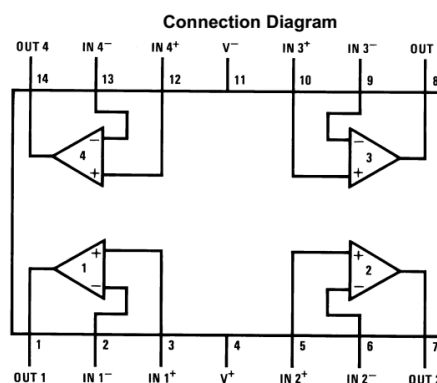 Connection Diagram
OUT 4 IN 4− IN 4+ V− IN 3+ IN 3− OUT
14 13 12 11 10 9 8
− − 
4 3
+ +
+ +
1 2
− −
1 2 3 4 5 6 7
OUT 1 IN 1− IN 1+ V+ IN 2+ IN 2− OUT